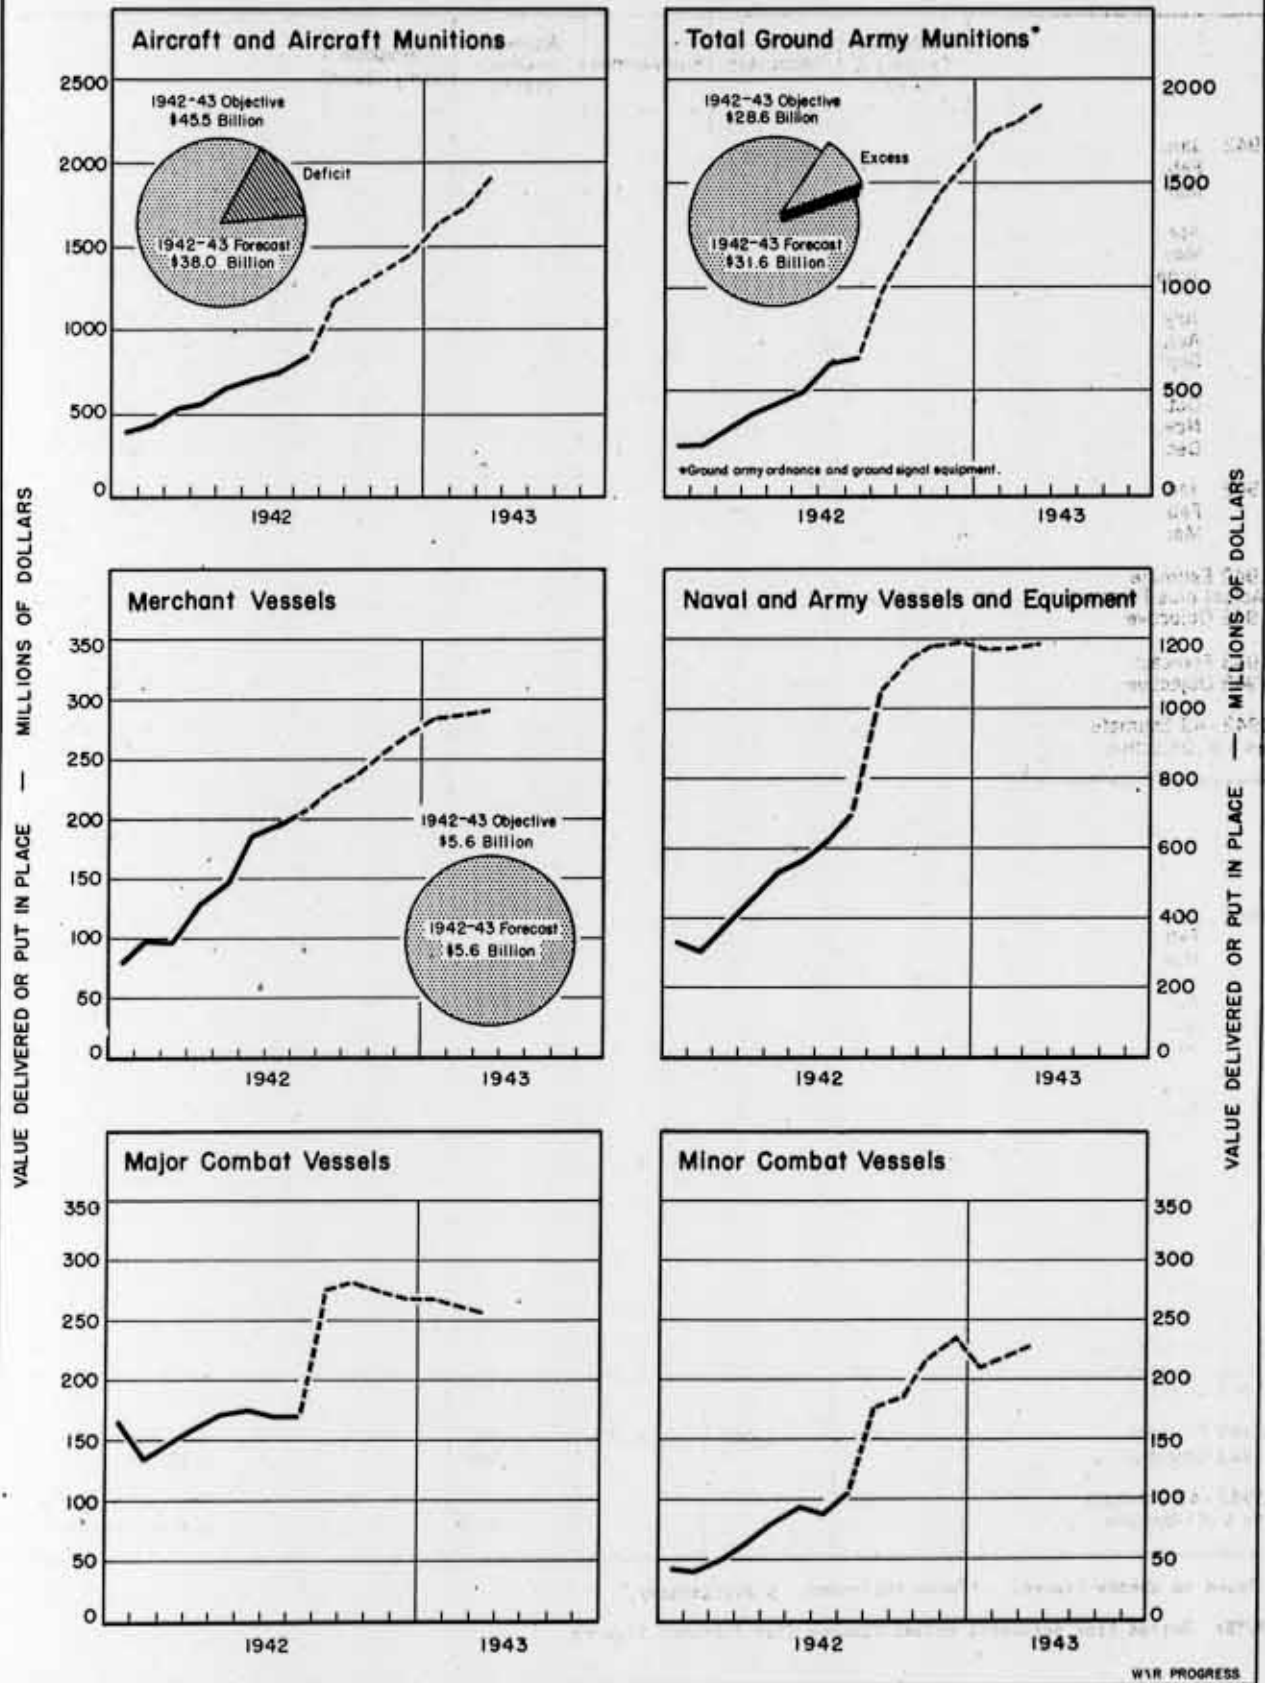 Aircraft and Aircraft Munitions
2500
2000
1500
1000
500
0
1942-43 Objective
$45.5 Billion
Deficit
1942-43 Forecast
$38.0 Billion
1942
1943
Total Ground Army Munitions*
2000
1500
1000
500
0
1942-43 Objective
$28.6 Billion
Excess
1942-43 Forecast
$31.6 Billion
*Ground army ordnance and ground signal equipment.
1942
1943
VALUE DELIVERED OR PUT IN PLACE — MILLIONS OF DOLLARS
Merchant Vessels
350
300
250
200
150
100
50
0
1942-43 Objective
$5.6 Billion
1942-43 Forecast
$5.6 Billion
1942
1943
Naval and Army Vessels and Equipment
1200
1000
800
600
400
200
0
1942
1943
VALUE DELIVERED OR PUT IN PLACE — MILLIONS OF DOLLARS
Major Combat Vessels
350
300
250
200
150
100
50
0
1942
1943
Minor Combat Vessels
350
300
250
200
150
100
50
0
1942
1943
WAR PROGRESS